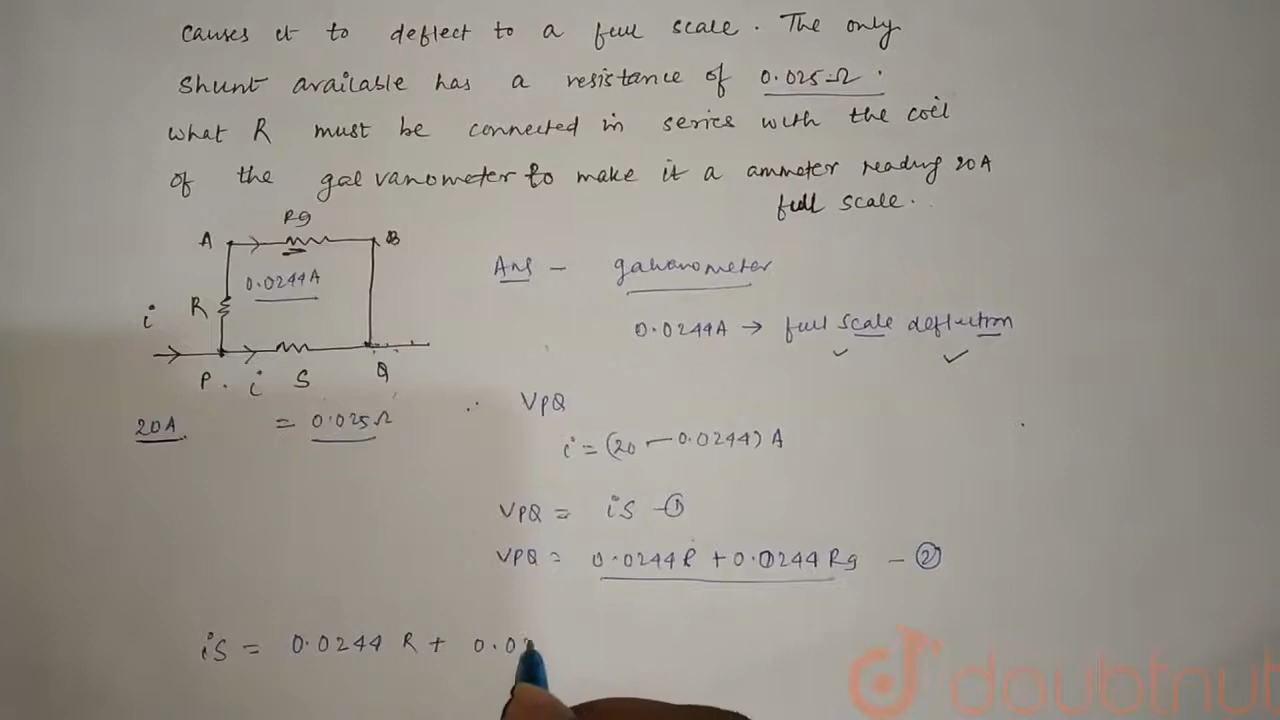 causes it to deflect to a full scale. The only
shunt available has a resistance of 0.025Ω.
what R must be connected in series with the coil
of the galvanometer to make it a ammeter reading 20A
full scale.
Rg
A B
0.0244A
R
i
P. i S Q
20A = 0.025Ω
Ans - galvanometer
0.0244A → full scale deflection
∴ VPQ
i = (20 - 0.0244) A
VPQ = iS -①
VPQ = 0.0244R + 0.0244Rg - ②
iS = 0.0244 R + 0.0
doubtnut